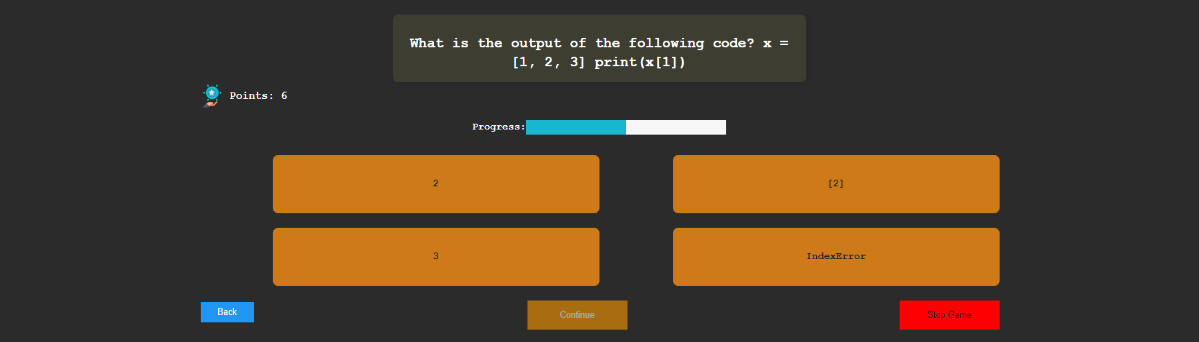 What is the output of the following code? x =
[1, 2, 3] print(x[1])
Points: 6
Progress:
2
[2]
3
IndexError
Back
Continue
Stop Game